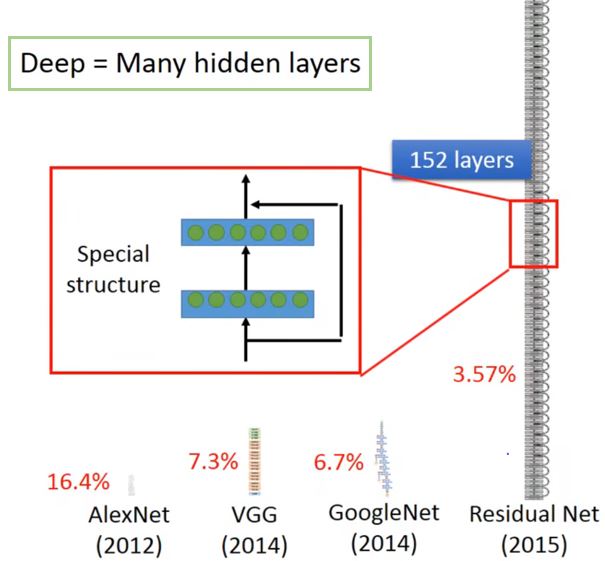 Deep = Many hidden layers
152 layers
Special
structure
3.57%
16.4%
7.3%
6.7%
AlexNet
(2012)
VGG
(2014)
GoogleNet
(2014)
Residual Net
(2015)